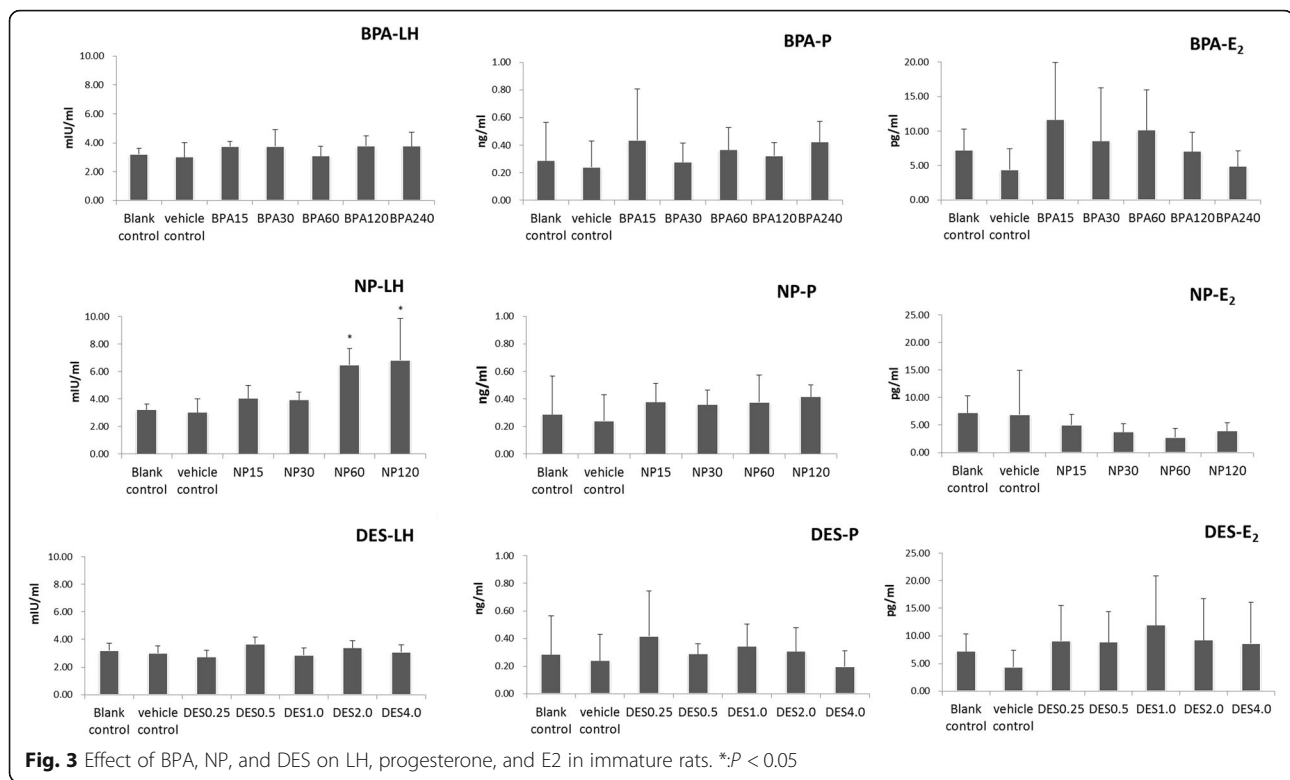 BPA-LH
10.00
8.00
6.00
4.00
2.00
0.00
mIU/ml
Blank control
vehicle control
BPA15
BPA30
BPA60
BPA120
BPA240
BPA-P
1.00
0.80
0.60
0.40
0.20
0.00
ng/ml
Blank control
vehicle control
BPA15
BPA30
BPA60
BPA120
BPA240
BPA-E₂
20.00
15.00
10.00
5.00
0.00
pg/ml
Blank control
vehicle control
BPA15
BPA30
BPA60
BPA120
BPA240
NP-LH
10.00
8.00
6.00
4.00
2.00
0.00
mIU/ml
*
*
Blank control
vehicle control
NP15
NP30
NP60
NP120
NP-P
1.00
0.80
0.60
0.40
0.20
0.00
ng/ml
Blank control
vehicle control
NP15
NP30
NP60
NP120
NP-E₂
25.00
20.00
15.00
10.00
5.00
0.00
pg/ml
Blank control
vehicle control
NP15
NP30
NP60
NP120
DES-LH
10.00
8.00
6.00
4.00
2.00
0.00
mIU/ml
Blank control
vehicle control
DES0.25
DES0.5
DES1.0
DES2.0
DES4.0
DES-P
1.00
0.80
0.60
0.40
0.20
0.00
ng/ml
Blank control
vehicle control
DES0.25
DES0.5
DES1.0
DES2.0
DES4.0
DES-E₂
25.00
20.00
15.00
10.00
5.00
0.00
pg/ml
Blank control
vehicle control
DES0.25
DES0.5
DES1.0
DES2.0
DES4.0
Fig. 3 Effect of BPA, NP, and DES on LH, progesterone, and E2 in immature rats. *:P < 0.05